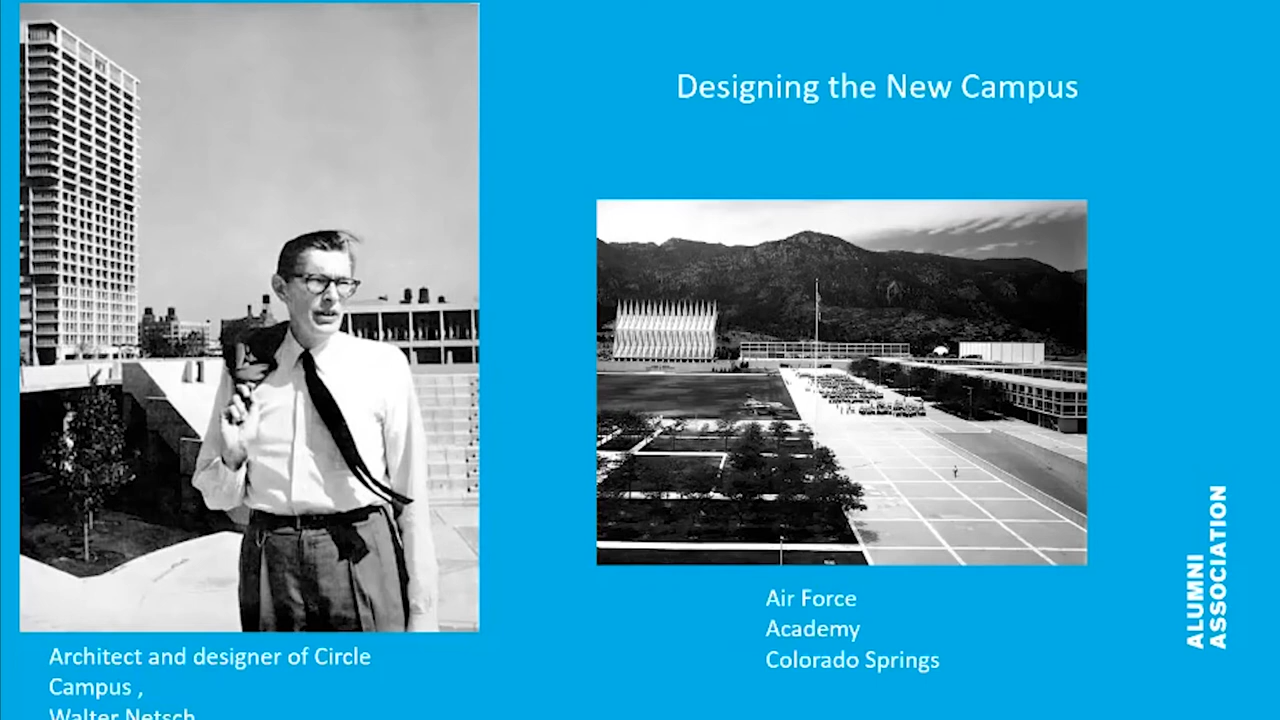 Designing the New Campus
Architect and designer of Circle
Campus ,
Walter Netsch
Air Force
Academy
Colorado Springs
ALUMNI
ASSOCIATION